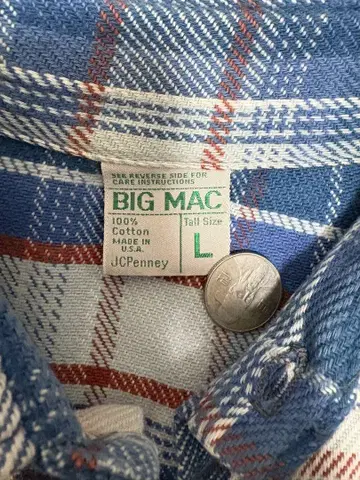 SEE REVERSE SIDE FOR
CARE INSTRUCTIONS
BIG MAC
100%
Cotton
MADE IN
U.S.A.
JCPenney
Tall Size
L